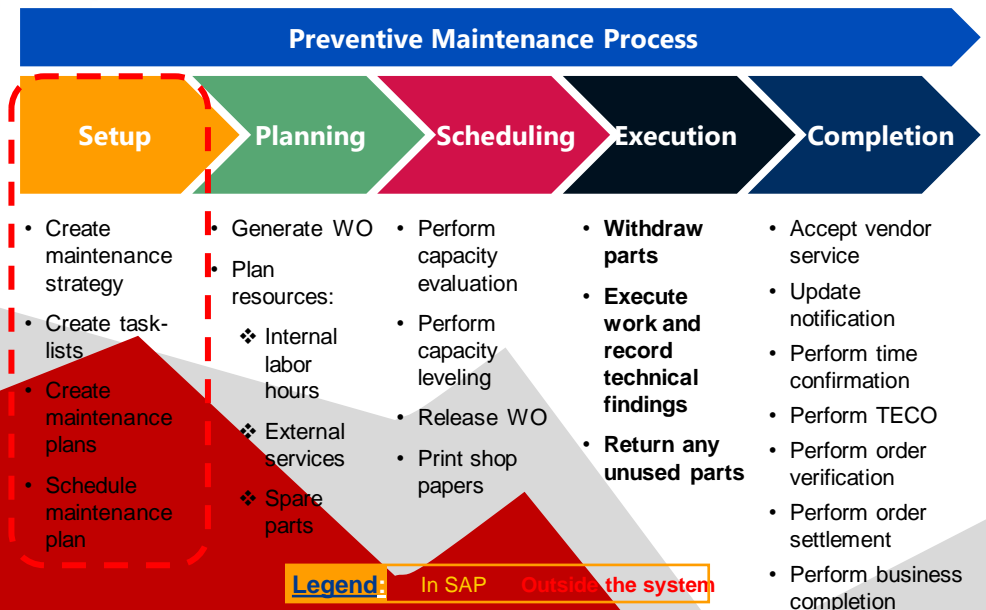 Preventive Maintenance Process
Setup
Planning
Scheduling
Execution
Completion
• Create
maintenance
strategy
• Create task-
lists
• Create
maintenance
plans
• Schedule
maintenance
plan
• Generate WO
• Plan
resources:
❖ Internal
labor
hours
❖ External
services
❖ Spare
parts
• Perform
capacity
evaluation
• Perform
capacity
leveling
• Release WO
• Print shop
papers
• Withdraw
parts
• Execute
work and
record
technical
findings
• Return any
unused parts
• Accept vendor
service
• Update
notification
• Perform time
confirmation
• Perform TECO
• Perform order
verification
• Perform order
settlement
• Perform business
completion
Legend: In SAP Outside the system